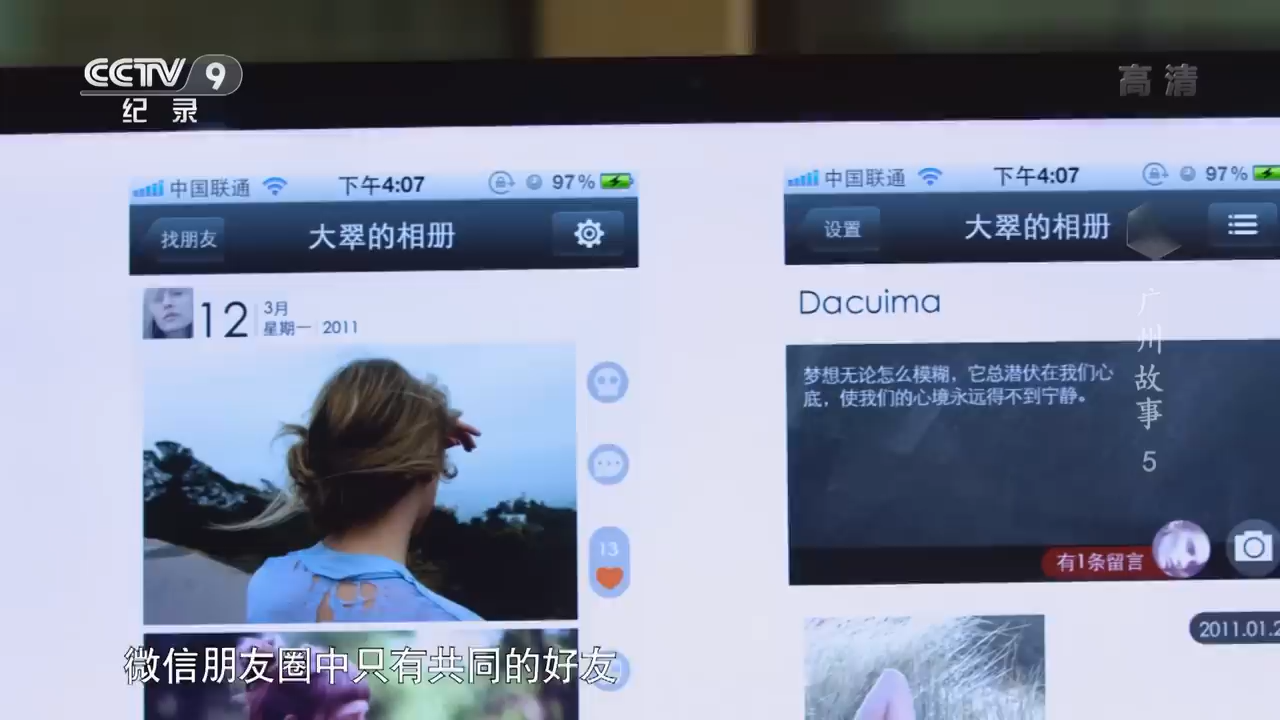 CCTV 9
纪录
高清
中国联通 下午4:07 97%
找朋友 大翠的相册
12 3月
星期一 2011
13
中国联通 下午4:07 97%
设置 大翠的相册
Dacuima
梦想无论怎么模糊，它总潜伏在我们心
底，使我们的心境永远得不到宁静。
有1条留言
2011.01.2
广州故事 5
微信朋友圈中只有共同的好友